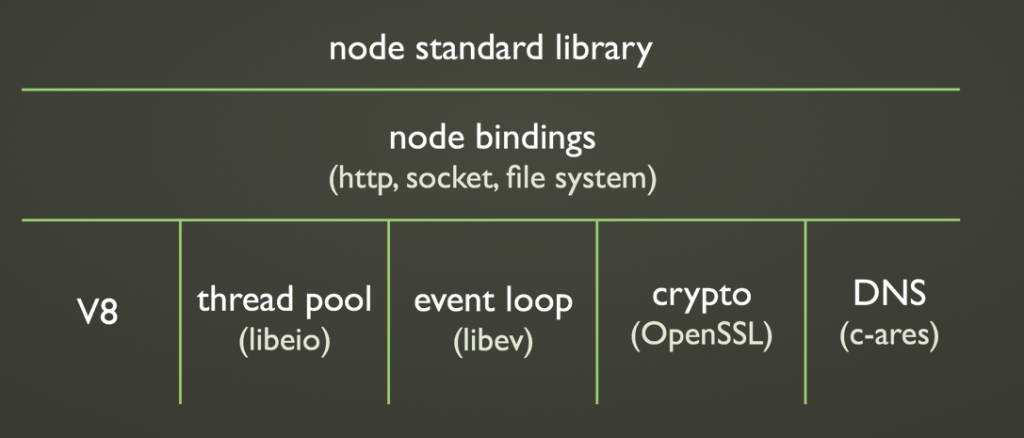 node standard library
node bindings
(http, socket, file system)
V8
thread pool
(libeio)
event loop
(libev)
crypto
(OpenSSL)
DNS
(c-ares)